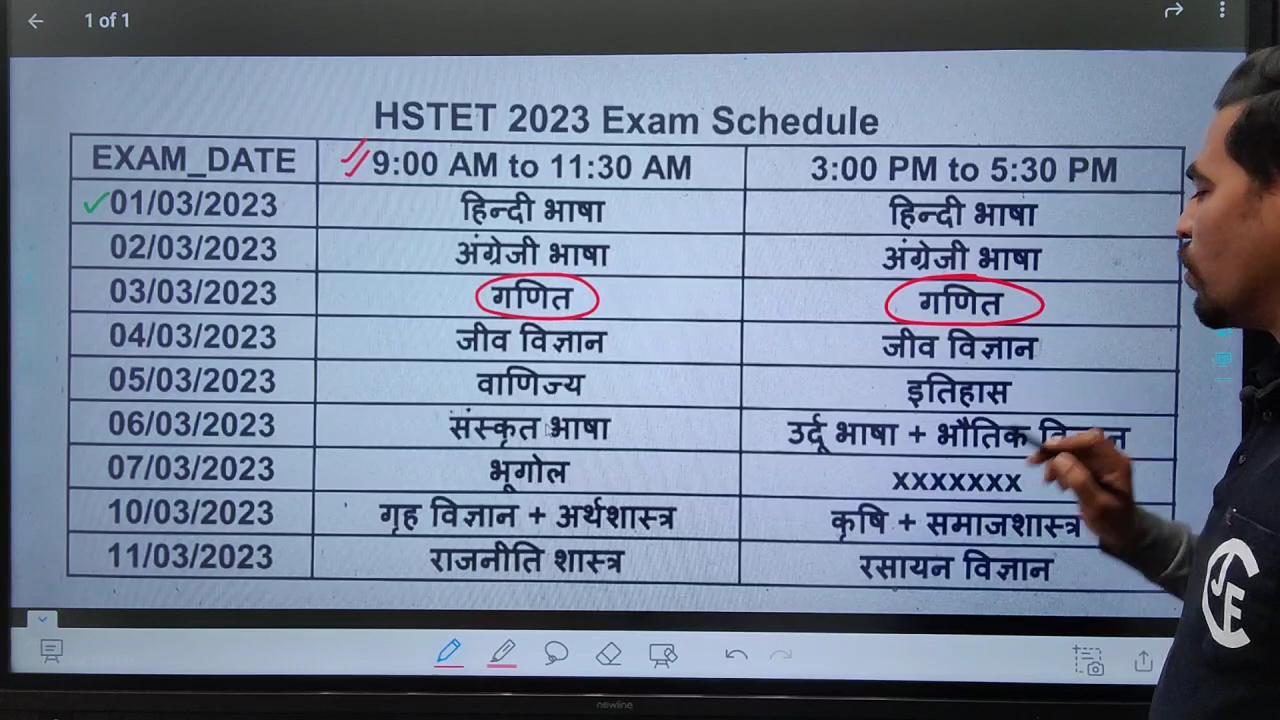 1 of 1
HSTET 2023 Exam Schedule
EXAM_DATE 9:00 AM to 11:30 AM 3:00 PM to 5:30 PM
01/03/2023 हिन्दी भाषा हिन्दी भाषा
02/03/2023 अंग्रेजी भाषा अंग्रेजी भाषा
03/03/2023 गणित गणित
04/03/2023 जीव विज्ञान जीव विज्ञान
05/03/2023 वाणिज्य इतिहास
06/03/2023 संस्कृत भाषा उर्दू भाषा + भौतिक विज्ञान
07/03/2023 भूगोल xxxxxxx
10/03/2023 गृह विज्ञान + अर्थशास्त्र कृषि + समाजशास्त्र
11/03/2023 राजनीति शास्त्र रसायन विज्ञान
newline